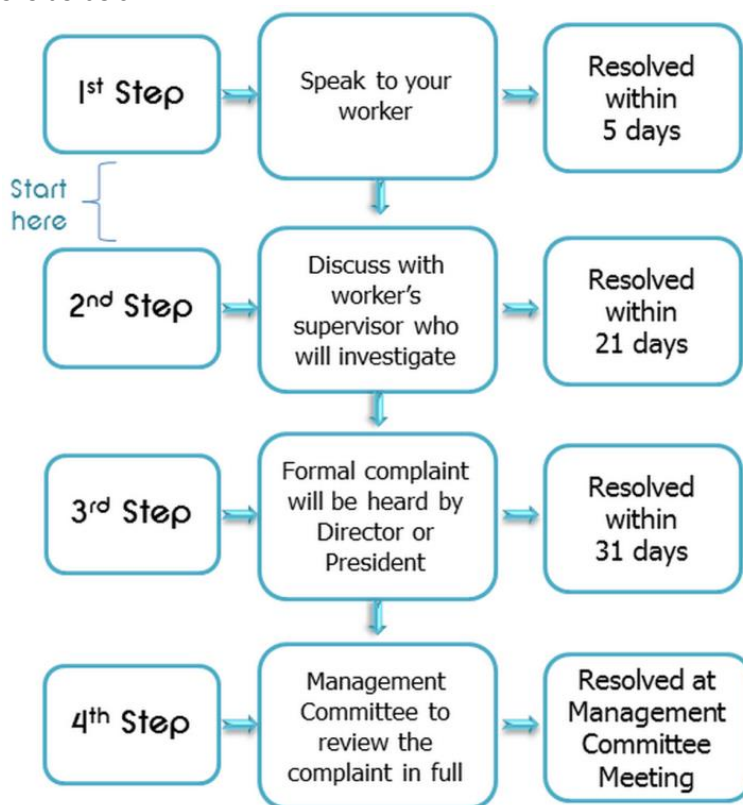 1st Step
Speak to your
worker
Resolved
within
5 days
Start
here
2nd Step
Discuss with
worker's
supervisor who
will investigate
Resolved
within
21 days
3rd Step
Formal complaint
will be heard by
Director or
President
Resolved
within
31 days
4th Step
Management
Committee to
review the
complaint in full
Resolved at
Management
Committee
Meeting